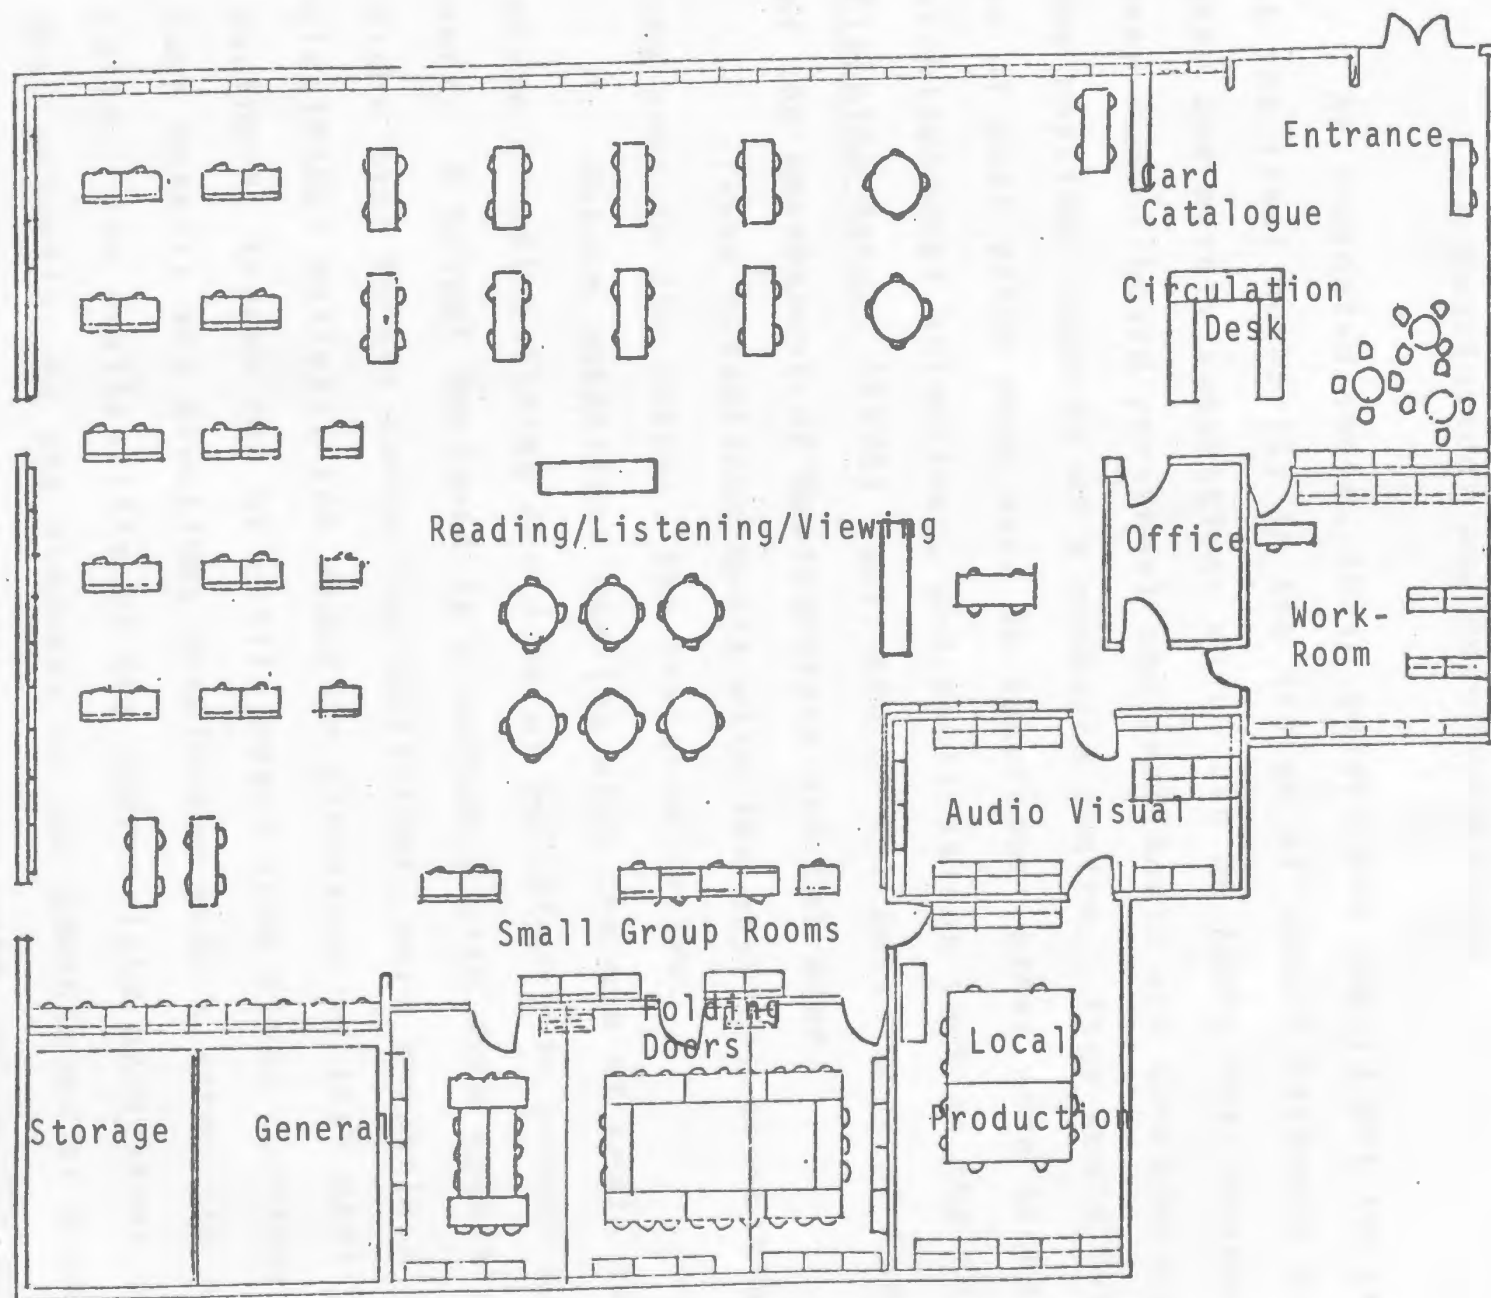 Entrance
Card
Catalogue
Circulation
Desk
Reading/Listening/Viewing
Office
Work-
Room
Audio Visual
Small Group Rooms
Folding
Doors
Local
Production
Storage
General